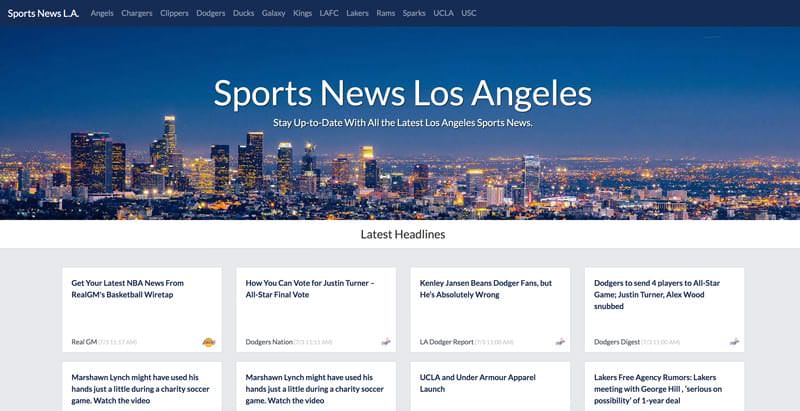 Sports News L.A. Angels Chargers Clippers Dodgers Ducks Galaxy Kings LAFC Lakers Rams Sparks UCLA USC
Sports News Los Angeles
Stay Up-to-Date With All the Latest Los Angeles Sports News.
Latest Headlines
Get Your Latest NBA News From
RealGM's Basketball Wiretap
Real GM (7/3 11:17 AM)
How You Can Vote for Justin Turner –
All-Star Final Vote
Dodgers Nation (7/3 11:11 AM)
Kenley Jansen Beans Dodger Fans, but
He's Absolutely Wrong
LA Dodger Report (7/3 11:00 AM)
Dodgers to send 4 players to All-Star
Game; Justin Turner, Alex Wood
snubbed
Dodgers Digest (7/3 11:00 AM)
Marshawn Lynch might have used his
hands just a little during a charity soccer
game. Watch the video
Marshawn Lynch might have used his
hands just a little during a charity soccer
game. Watch the video
UCLA and Under Armour Apparel
Launch
Lakers Free Agency Rumors: Lakers
meeting with George Hill , 'serious on
possibility' of 1-year deal